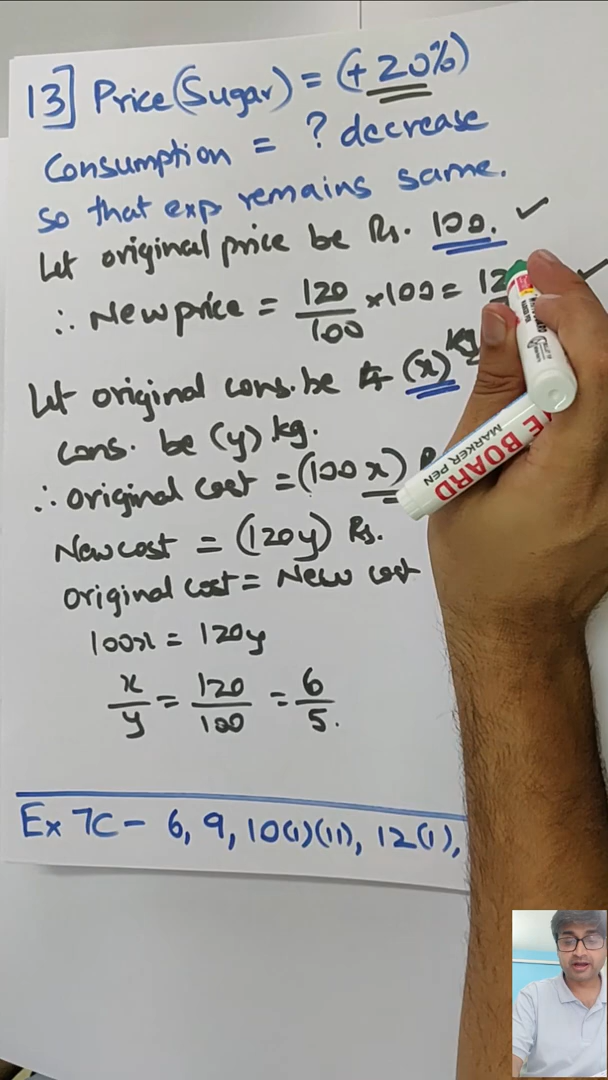 13] Price (Sugar) = (+20%)
Consumption = ? decrease
so that exp remains same.
Let original price be Rs. 100. ✓
∴ New price = 120/100 × 100 = 12 ✓
Let original cons. be (x) kg
cons. be (y) kg.
∴ original cost = (100x)
New cost = (120y) Rs.
original cost = New cost
100x = 120y
x/y = 120/100 = 6/5.
Ex 7C - 6, 9, 10(i)(ii), 12(i),
E BOARD
MARKER PEN